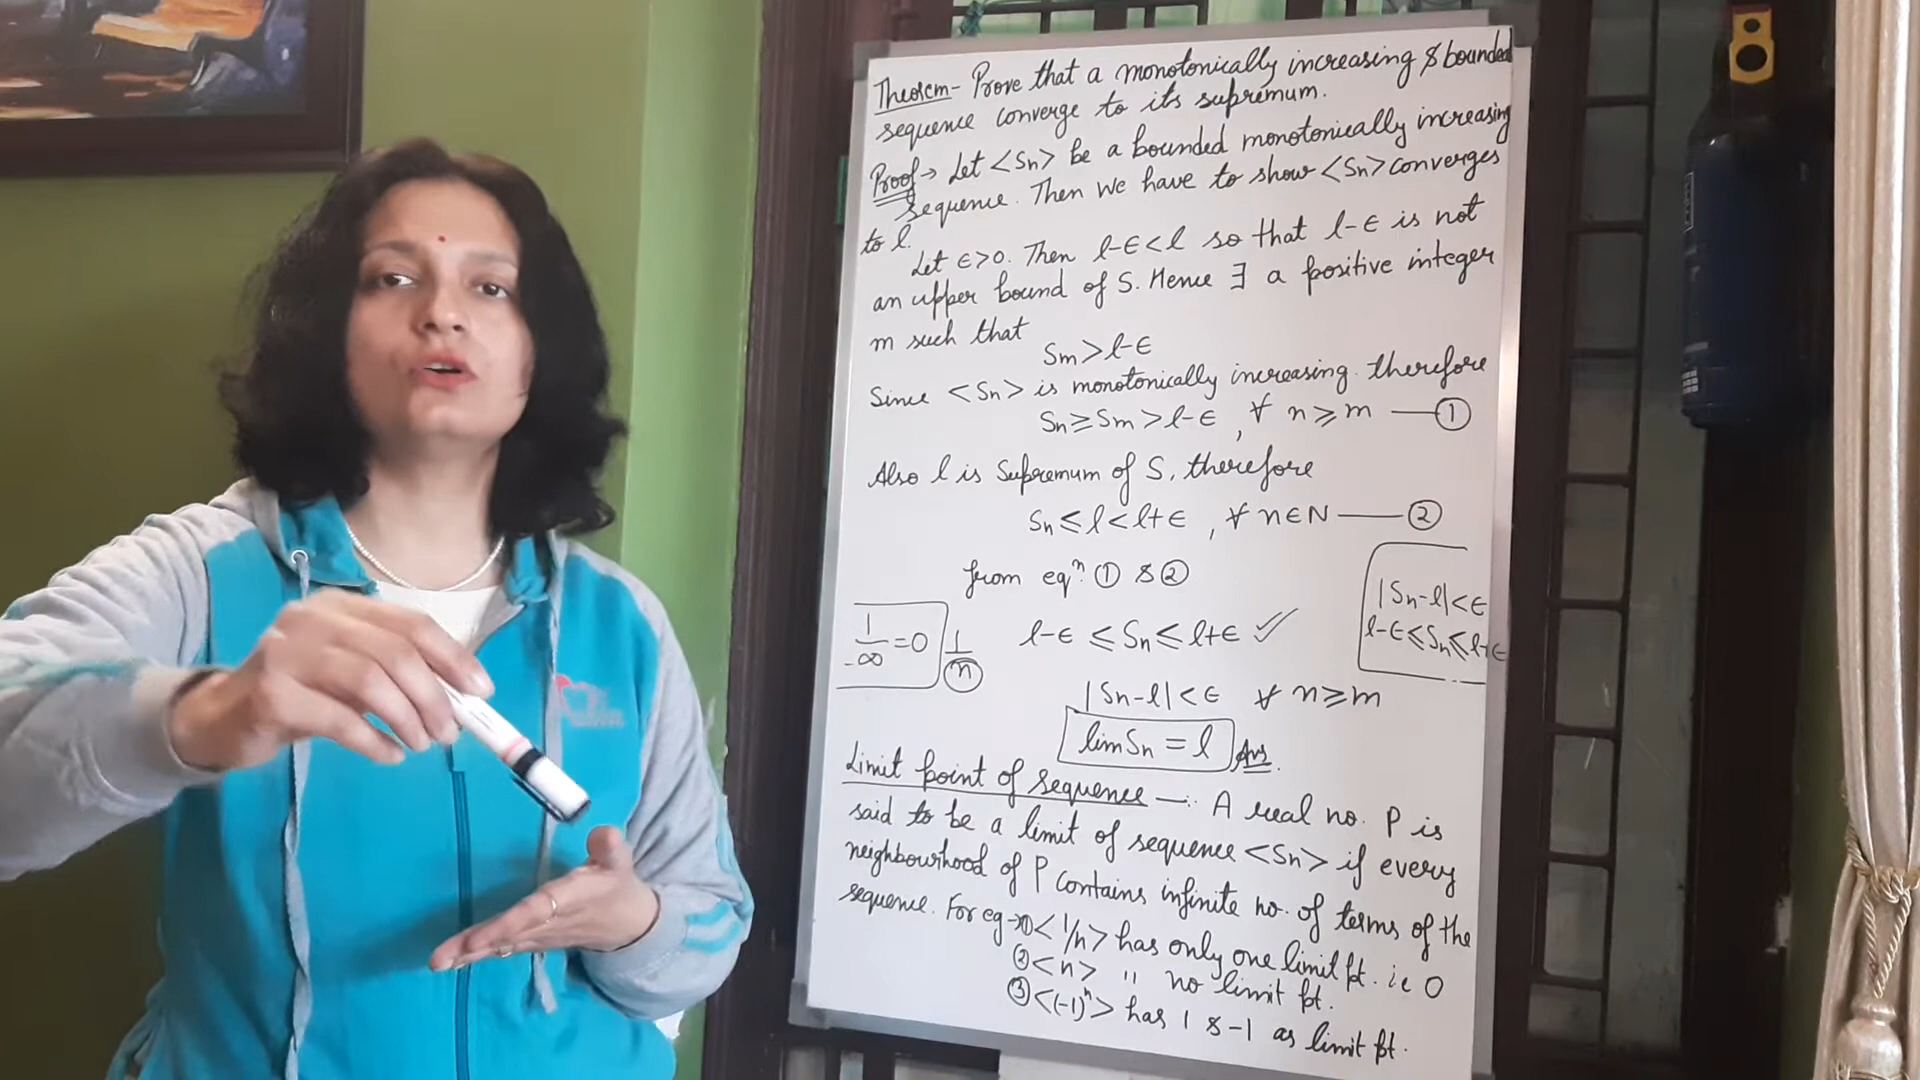 Theorem - Prove that a monotonically increasing & bounded
sequence converge to its supremum.
Proof → Let <Sn> be a bounded monotonically increasing
sequence. Then We have to show <Sn> converges
to l.
Let ϵ>0. Then l-ϵ<l so that l-ϵ is not
an upper bound of S. Hence ∃ a positive integer
m such that
Sm>l-ϵ
Since <Sn> is monotonically increasing. therefore
Sn≥Sm>l-ϵ, ∀ n≥m —①
Also l is Supremum of S, therefore
Sn≤l<l+ϵ, ∀ n∈N —②
from eqⁿ. ① & ②
|Sn-l|<ϵ
l-ϵ≤Sn≤l+ϵ
1/-∞ =0 1/n
l-ϵ ≤Sn≤l+ϵ ✓
|Sn-l|<ϵ ∀ n≥m
lim Sn = l Ans.
Limit point of sequence —: A real no. P is
said to be a limit of sequence <Sn> if every
neighbourhood of P contains infinite no. of terms of the
sequence. For eg → ① <1/n> has only one limit pt. i.e 0
② <n> " no limit pt.
③ <(-1)ⁿ> has 1 & -1 as limit pt.